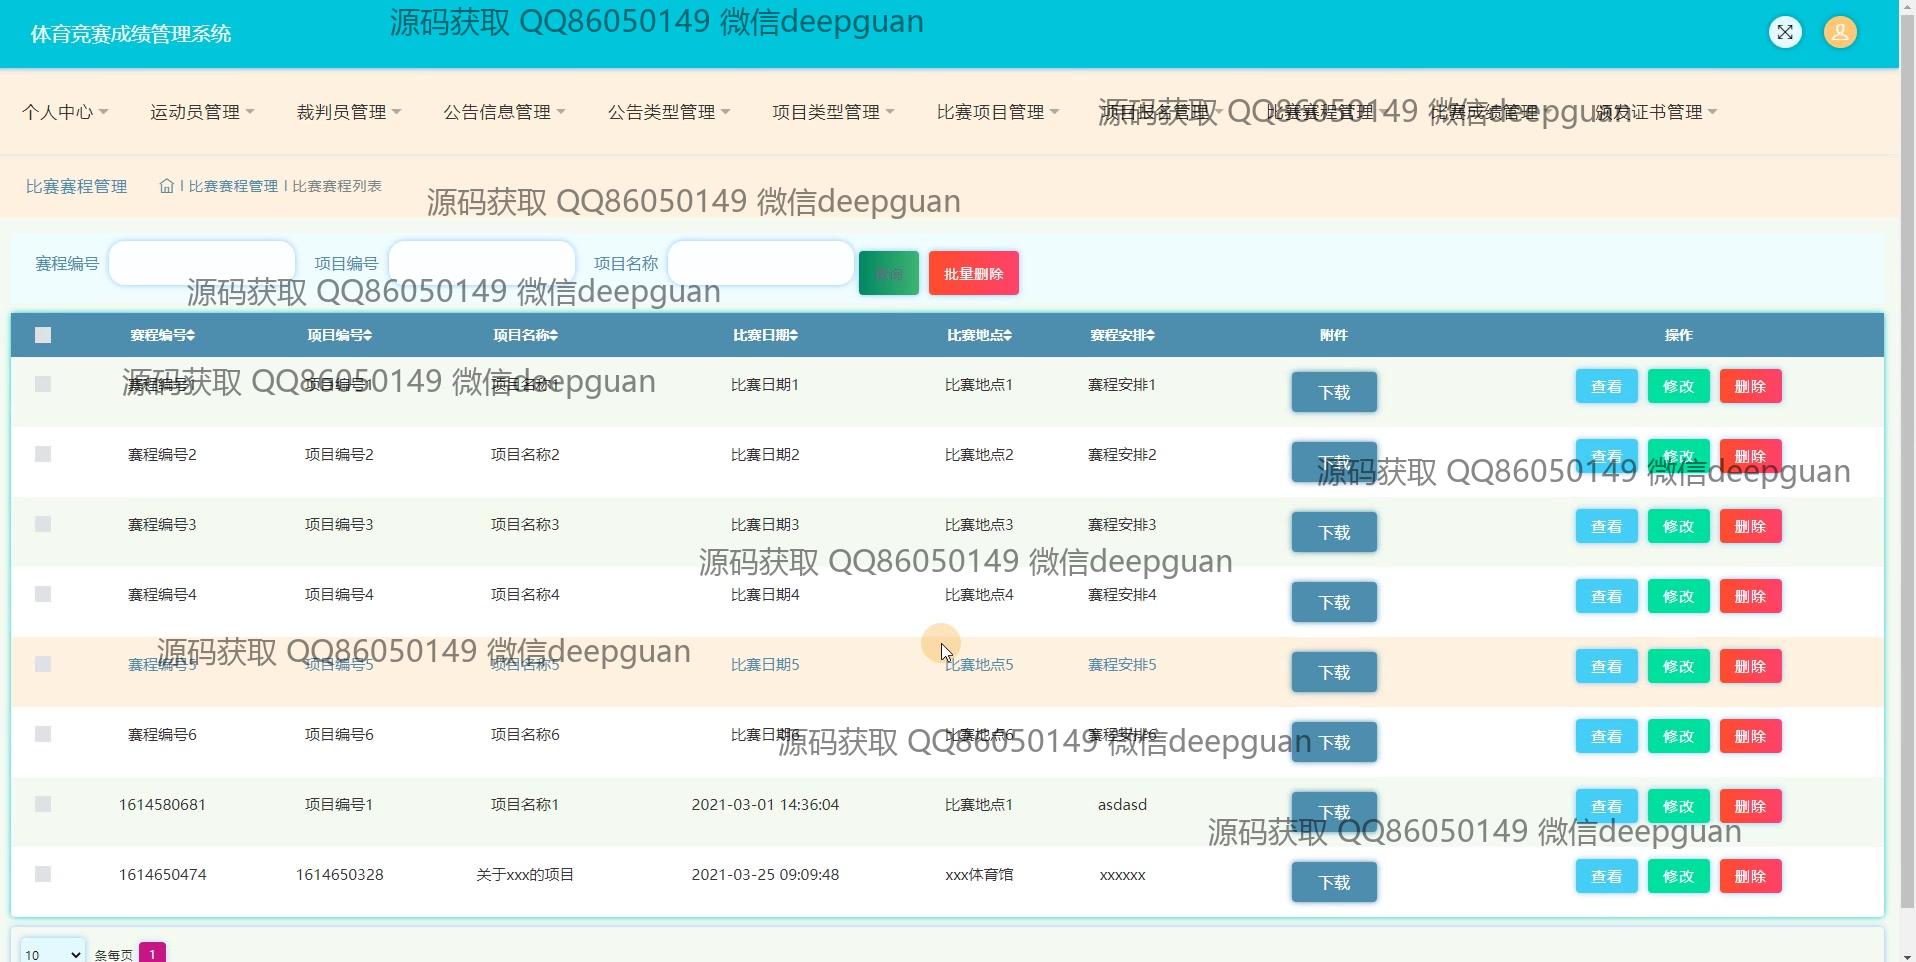 体育竞赛成绩管理系统
源码获取 QQ86050149 微信deepguan
个人中心 运动员管理 裁判员管理 公告信息管理 公告类型管理 项目类型管理 比赛项目管理 项目报名管理 比赛赛程管理 比赛成绩管理 颁发证书管理
源码获取 QQ86050149 微信deepguan
比赛赛程管理 | 比赛赛程管理 | 比赛赛程列表
源码获取 QQ86050149 微信deepguan
赛程编号 项目编号 项目名称 查询 批量删除
源码获取 QQ86050149 微信deepguan
赛程编号 项目编号 项目名称 比赛日期 比赛地点 赛程安排 附件 操作
赛程编号1 项目编号1 项目名称1 比赛日期1 比赛地点1 赛程安排1 下载 查看 修改 删除
源码获取 QQ86050149 微信deepguan
赛程编号2 项目编号2 项目名称2 比赛日期2 比赛地点2 赛程安排2 下载 查看 修改 删除
源码获取 QQ86050149 微信deepguan
赛程编号3 项目编号3 项目名称3 比赛日期3 比赛地点3 赛程安排3 下载 查看 修改 删除
源码获取 QQ86050149 微信deepguan
赛程编号4 项目编号4 项目名称4 比赛日期4 比赛地点4 赛程安排4 下载 查看 修改 删除
源码获取 QQ86050149 微信deepguan
赛程编号5 项目编号5 项目名称5 比赛日期5 比赛地点5 赛程安排5 下载 查看 修改 删除
赛程编号6 项目编号6 项目名称6 比赛日期6 比赛地点6 赛程安排6 下载 查看 修改 删除
源码获取 QQ86050149 微信deepguan
1614580681 项目编号1 项目名称1 2021-03-01 14:36:04 比赛地点1 asdasd 下载 查看 修改 删除
源码获取 QQ86050149 微信deepguan
1614650474 1614650328 关于xxx的项目 2021-03-25 09:09:48 xxx体育馆 xxxxxx 下载 查看 修改 删除
10 条每页 1